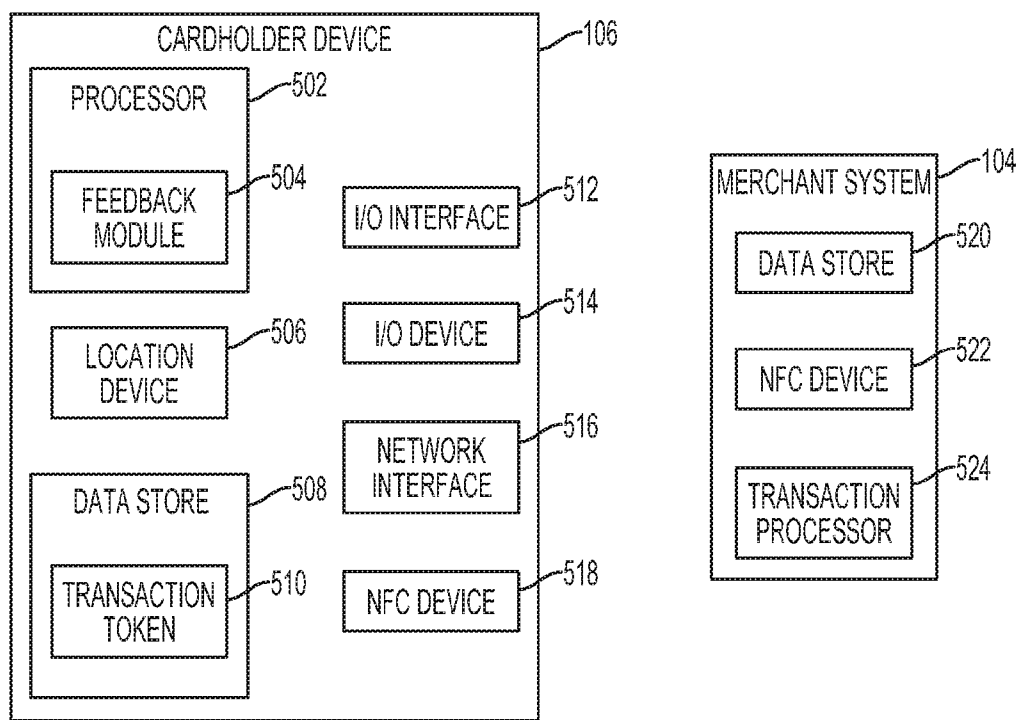 CARDHOLDER DEVICE
106
PROCESSOR
502
FEEDBACK
MODULE
504
LOCATION
DEVICE
506
DATA STORE
508
TRANSACTION
TOKEN
510
I/O INTERFACE
512
I/O DEVICE
514
NETWORK
INTERFACE
516
NFC DEVICE
518
MERCHANT SYSTEM
104
DATA STORE
520
NFC DEVICE
522
TRANSACTION
PROCESSOR
524